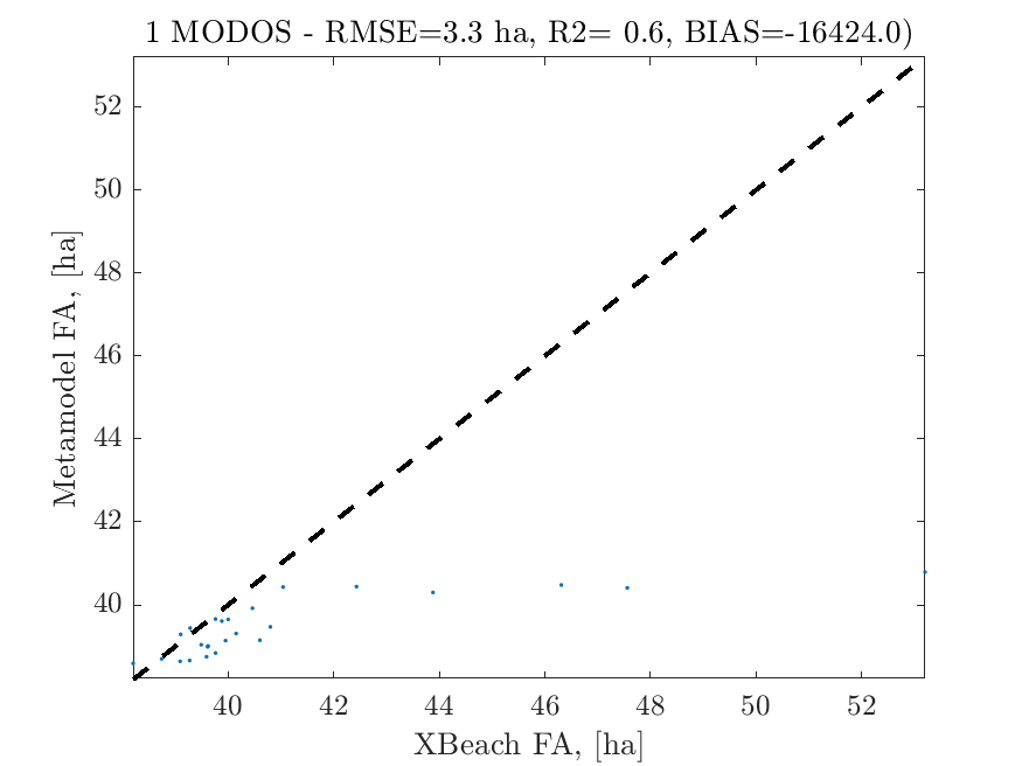 1 MODOS - RMSE=3.3 ha, R2= 0.6, BIAS=-16424.0)
52
50
48
46
44
42
40
Metamodel FA, [ha]
40 42 44 46 48 50 52
XBeach FA, [ha]